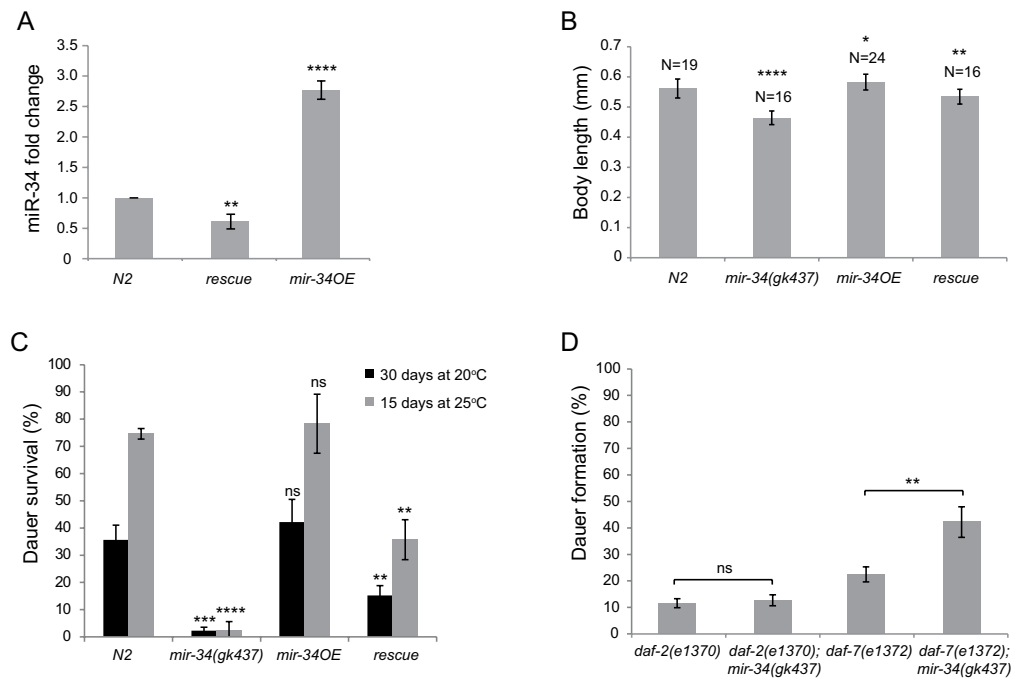 A
miR-34 fold change
3.5
3.0
2.5
2.0
1.5
1.0
0.5
0
**
****
N2
rescue
mir-34OE
B
Body length (mm)
0.7
0.6
0.5
0.4
0.3
0.2
0.1
0
N=19
****
N=16
*
N=24
**
N=16
N2
mir-34(gk437)
mir-34OE
rescue
C
Dauer survival (%)
100
90
80
70
60
50
40
30
20
10
0
30 days at 20oC
15 days at 25oC
***
****
ns
ns
**
**
N2
mir-34(gk437)
mir-34OE
rescue
D
Dauer formation (%)
100
90
80
70
60
50
40
30
20
10
0
ns
**
daf-2(e1370)
daf-2(e1370);
mir-34(gk437)
daf-7(e1372)
daf-7(e1372);
mir-34(gk437)